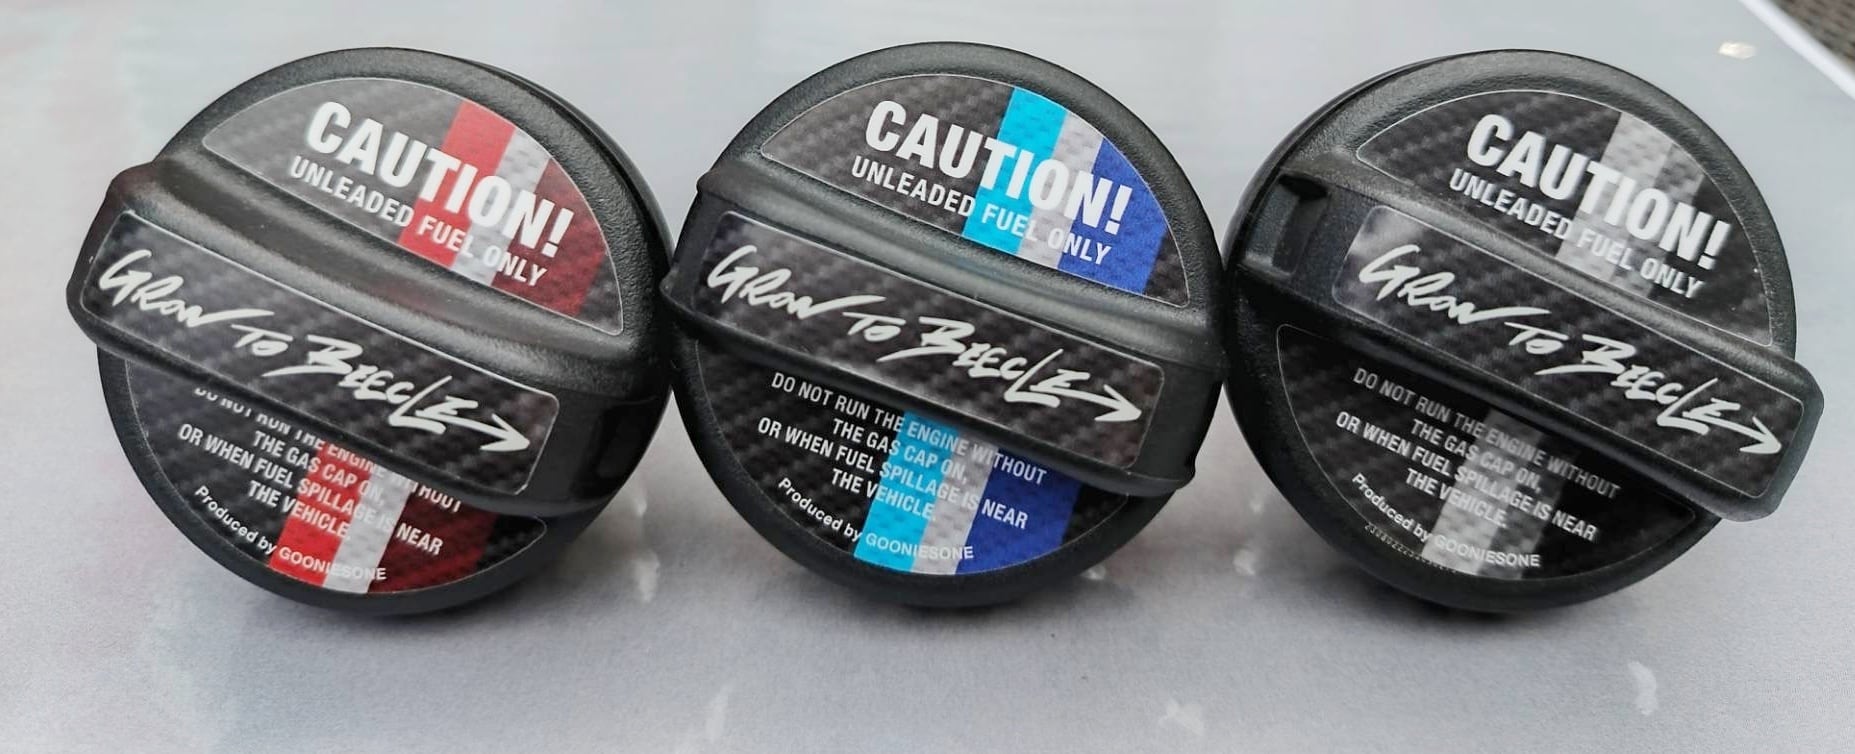 CAUTION!
UNLEADED FUEL ONLY
GROW TO BEECLE
DO NOT RUN THE ENGINE WITHOUT
THE GAS CAP ON,
OR WHEN FUEL SPILLAGE IS NEAR
THE VEHICLE.
Produced by GOONIESONE
CAUTION!
UNLEADED FUEL ONLY
GROW TO BEECLE
DO NOT RUN THE ENGINE WITHOUT
THE GAS CAP ON,
OR WHEN FUEL SPILLAGE IS NEAR
THE VEHICLE.
Produced by GOONIESONE
CAUTION!
UNLEADED FUEL ONLY
GROW TO BEECLE
DO NOT RUN THE ENGINE WITHOUT
THE GAS CAP ON,
OR WHEN FUEL SPILLAGE IS NEAR
THE VEHICLE.
Produced by GOONIESONE